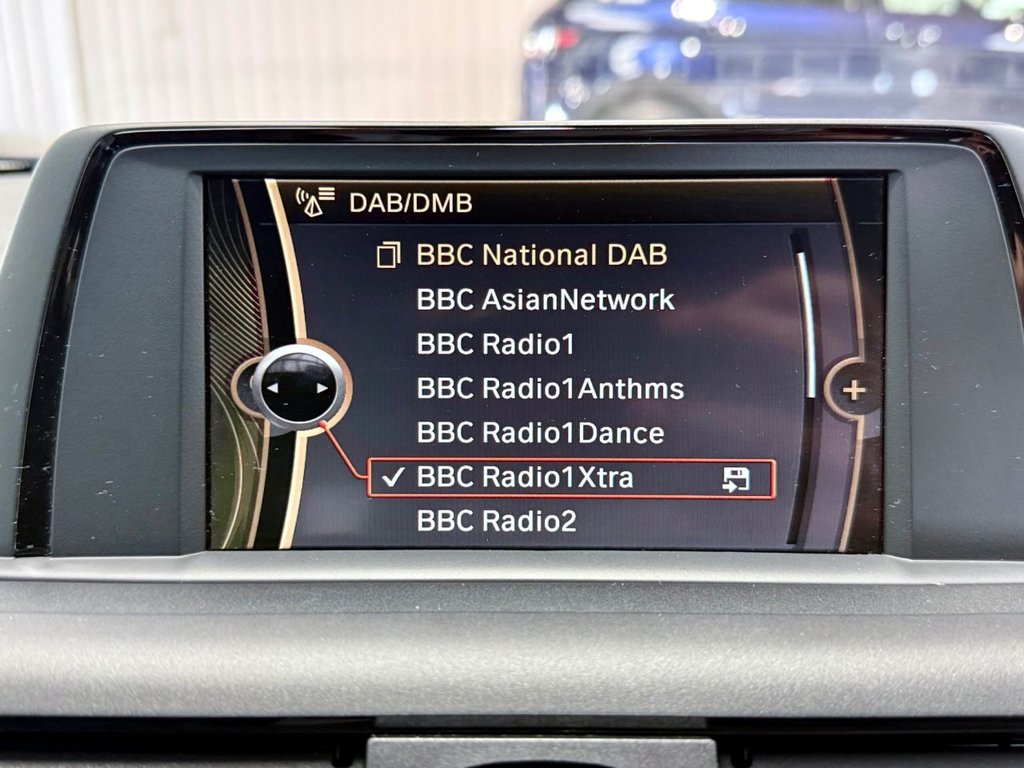 DAB/DMB
BBC National DAB
BBC AsianNetwork
BBC Radio1
BBC Radio1Anthms
BBC Radio1Dance
BBC Radio1Xtra
BBC Radio2